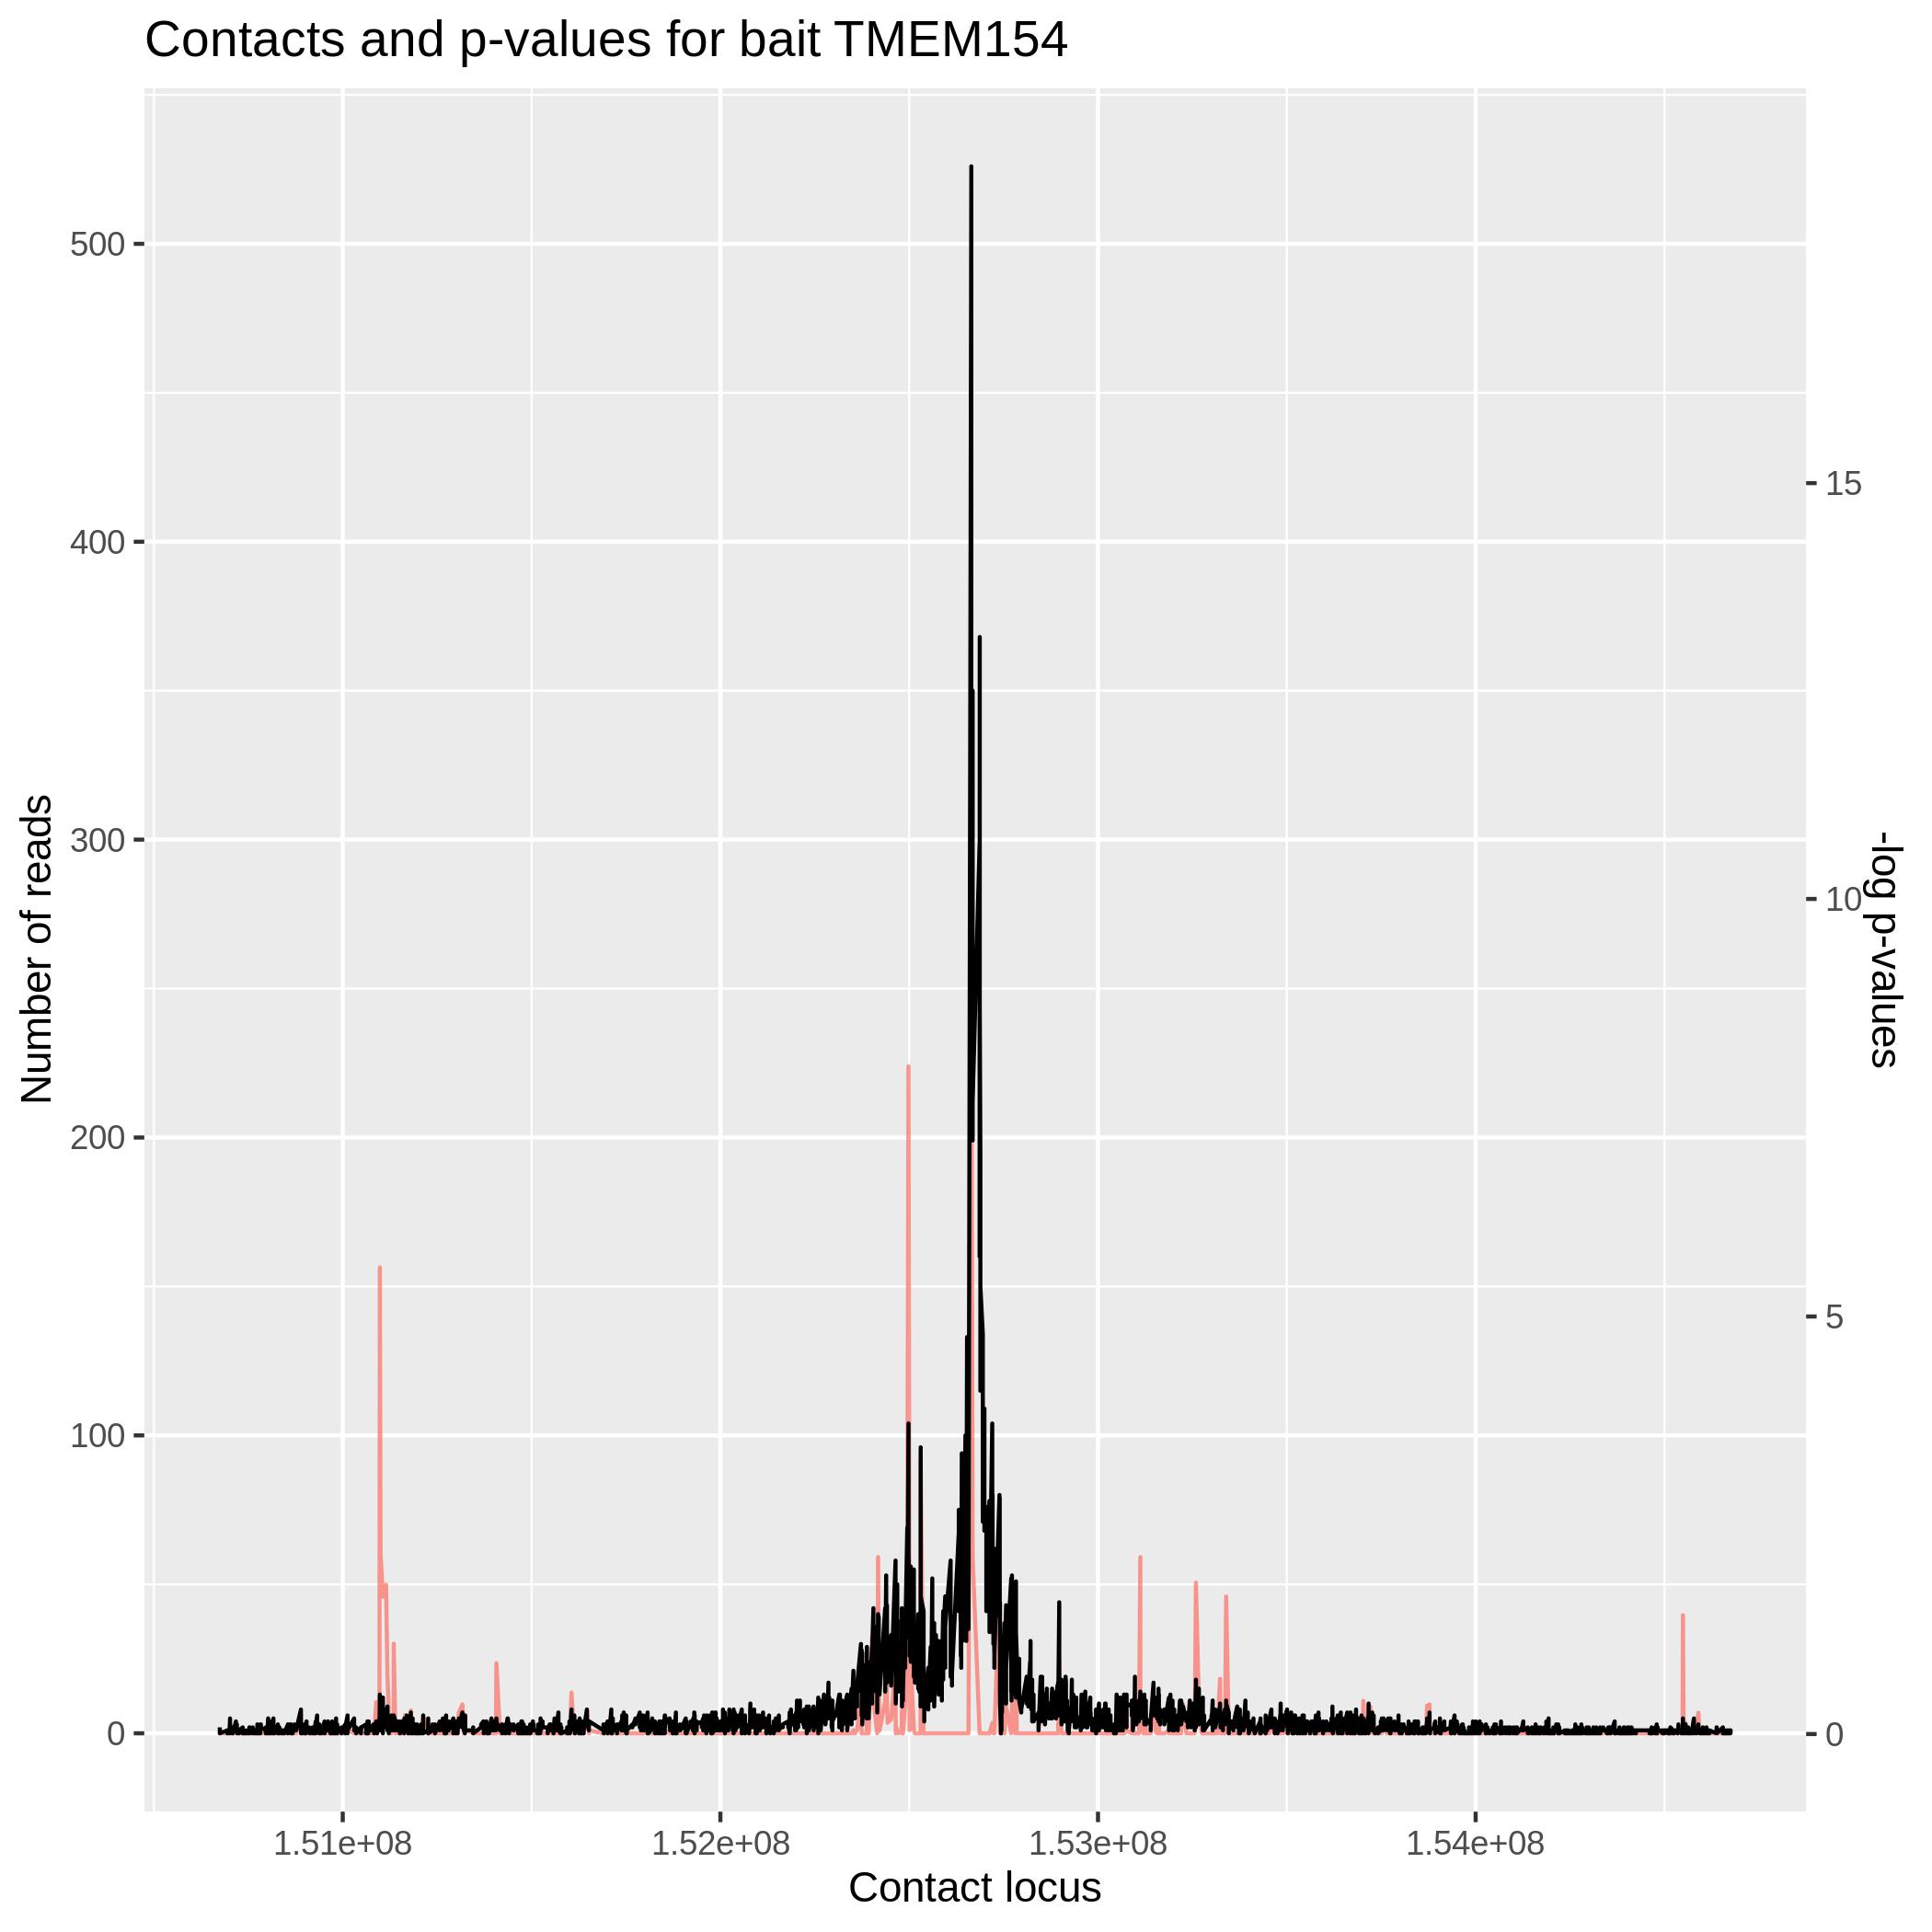 Contacts and p-values for bait TMEM154
Number of reads
500
400
300
200
100
0
15
10
5
0
-log p-values
1.51e+08 1.52e+08 1.53e+08 1.54e+08
Contact locus